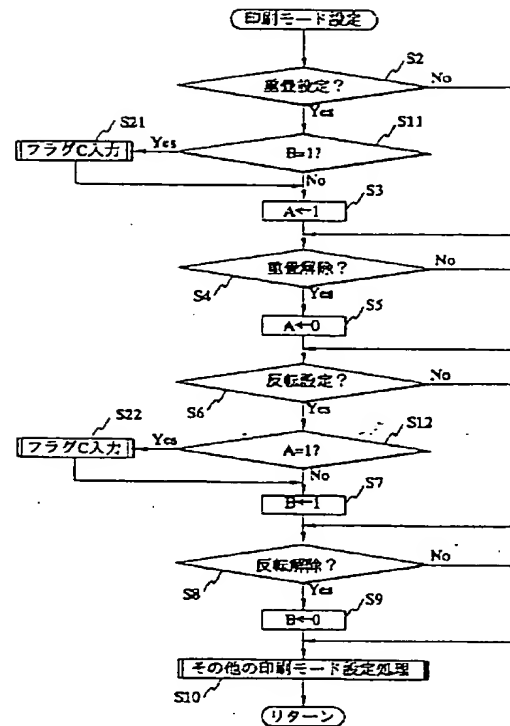 印刷モード設定
S2
重畳設定？
No
Yes
S21
S11
フラグC入力
Yes
B=1?
No
S3
A←1
重畳解除？
No
S4
Yes
S5
A←0
反転設定？
No
S6
Yes
S22
S12
フラグC入力
Yes
A=1?
No
S7
B←1
反転解除？
No
S8
Yes
S9
B←0
その他の印刷モード設定処理
S10
リターン